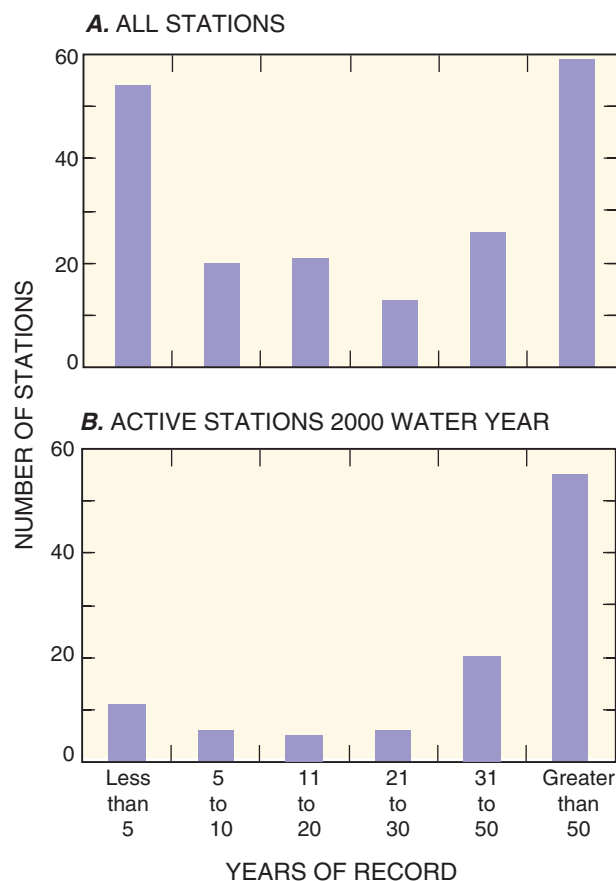 A. ALL STATIONS
60
40
20
0
NUMBER OF STATIONS
B. ACTIVE STATIONS 2000 WATER YEAR
60
40
20
0
Less than 5
5 to 10
11 to 20
21 to 30
31 to 50
Greater than 50
YEARS OF RECORD